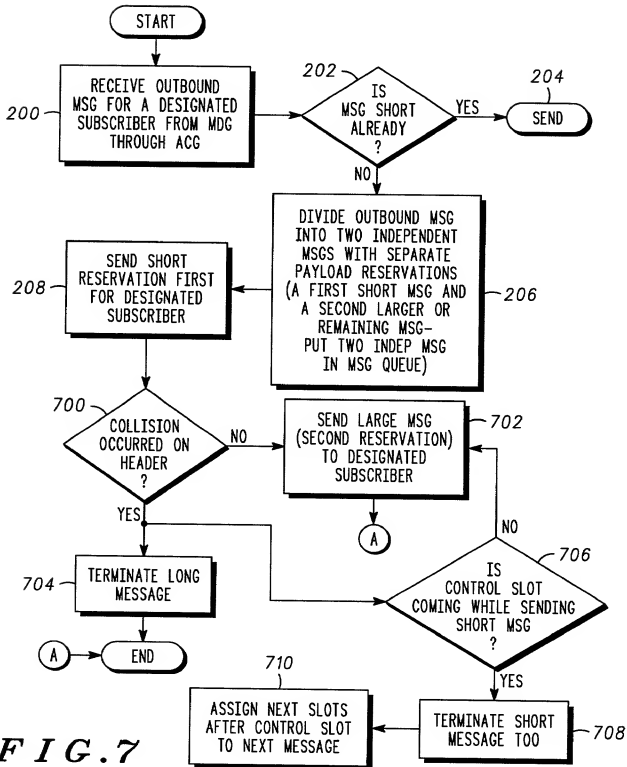 START
200
RECEIVE OUTBOUND
MSG FOR A DESIGNATED
SUBSCRIBER FROM MDG
THROUGH ACG
202
IS
MSG SHORT
ALREADY
?
YES
204
SEND
NO
DIVIDE OUTBOUND MSG
INTO TWO INDEPENDENT
MSGS WITH SEPARATE
PAYLOAD RESERVATIONS
(A FIRST SHORT MSG AND
A SECOND LARGER OR
REMAINING MSG-
PUT TWO INDEP MSG
IN MSG QUEUE)
206
208
SEND SHORT
RESERVATION FIRST
FOR DESIGNATED
SUBSCRIBER
700
COLLISION
OCCURRED ON
HEADER
?
NO
SEND LARGE MSG
(SECOND RESERVATION)
TO DESIGNATED
SUBSCRIBER
702
A
YES
704
TERMINATE LONG
MESSAGE
A
END
NO
706
IS
CONTROL SLOT
COMING WHILE SENDING
SHORT MSG
?
YES
TERMINATE SHORT
MESSAGE TOO
708
710
ASSIGN NEXT SLOTS
AFTER CONTROL SLOT
TO NEXT MESSAGE
FIG.7